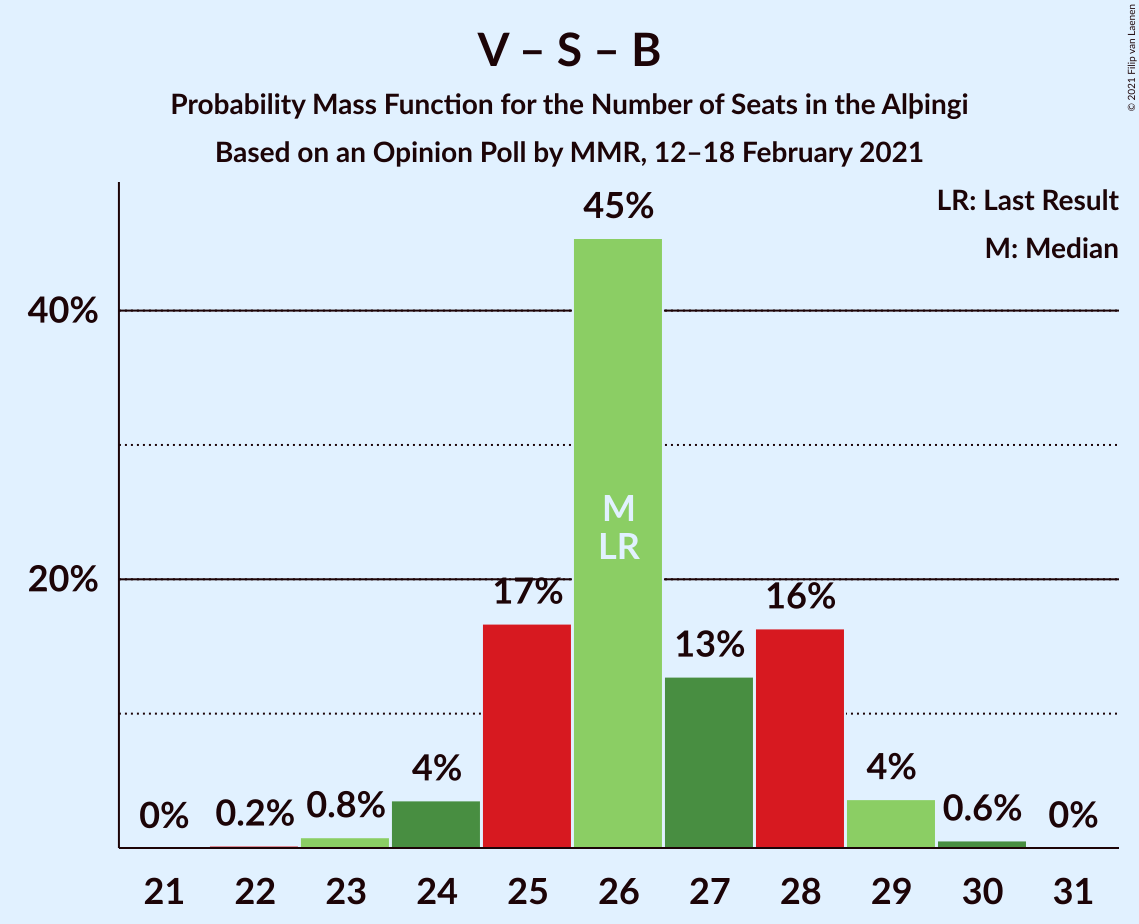 V – S – B
Probability Mass Function for the Number of Seats in the Alþingi
Based on an Opinion Poll by MMR, 12–18 February 2021
© 2021 Filip van Laenen
LR: Last Result
M: Median
45%
40%
M
LR
20%
17%
16%
13%
4%
4%
0%
0.2%
0.8%
0.6%
0%
21 22 23 24 25 26 27 28 29 30 31